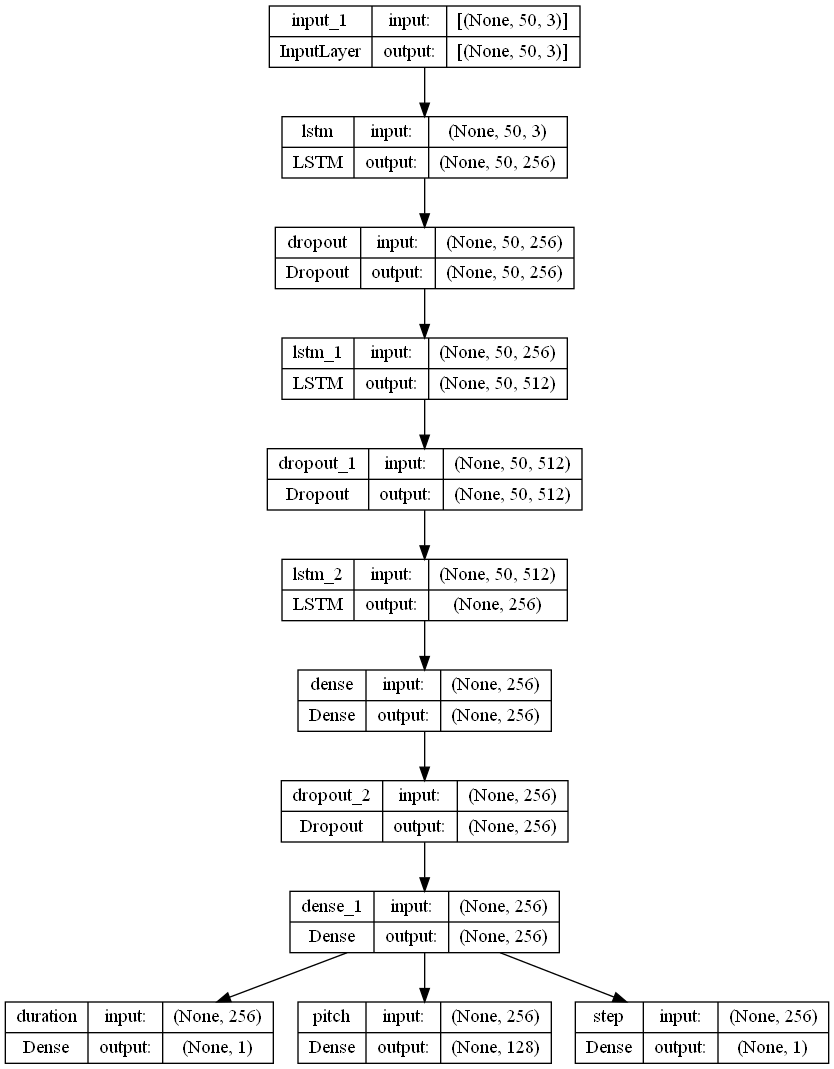 input_1 input: [(None, 50, 3)]
InputLayer output: [(None, 50, 3)]
lstm input: (None, 50, 3)
LSTM output: (None, 50, 256)
dropout input: (None, 50, 256)
Dropout output: (None, 50, 256)
lstm_1 input: (None, 50, 256)
LSTM output: (None, 50, 512)
dropout_1 input: (None, 50, 512)
Dropout output: (None, 50, 512)
lstm_2 input: (None, 50, 512)
LSTM output: (None, 256)
dense input: (None, 256)
Dense output: (None, 256)
dropout_2 input: (None, 256)
Dropout output: (None, 256)
dense_1 input: (None, 256)
Dense output: (None, 256)
duration input: (None, 256)
Dense output: (None, 1)
pitch input: (None, 256)
Dense output: (None, 128)
step input: (None, 256)
Dense output: (None, 1)